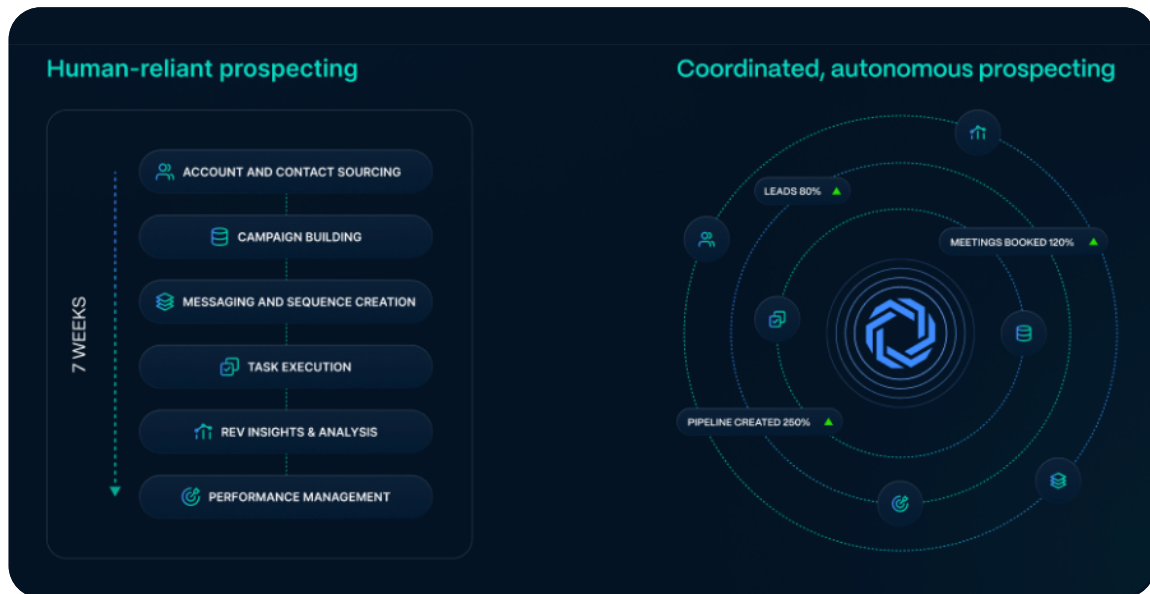 Human-reliant prospecting
7 WEEKS
ACCOUNT AND CONTACT SOURCING
CAMPAIGN BUILDING
MESSAGING AND SEQUENCE CREATION
TASK EXECUTION
REV INSIGHTS & ANALYSIS
PERFORMANCE MANAGEMENT
Coordinated, autonomous prospecting
LEADS 80%
MEETINGS BOOKED 120%
PIPELINE CREATED 250%